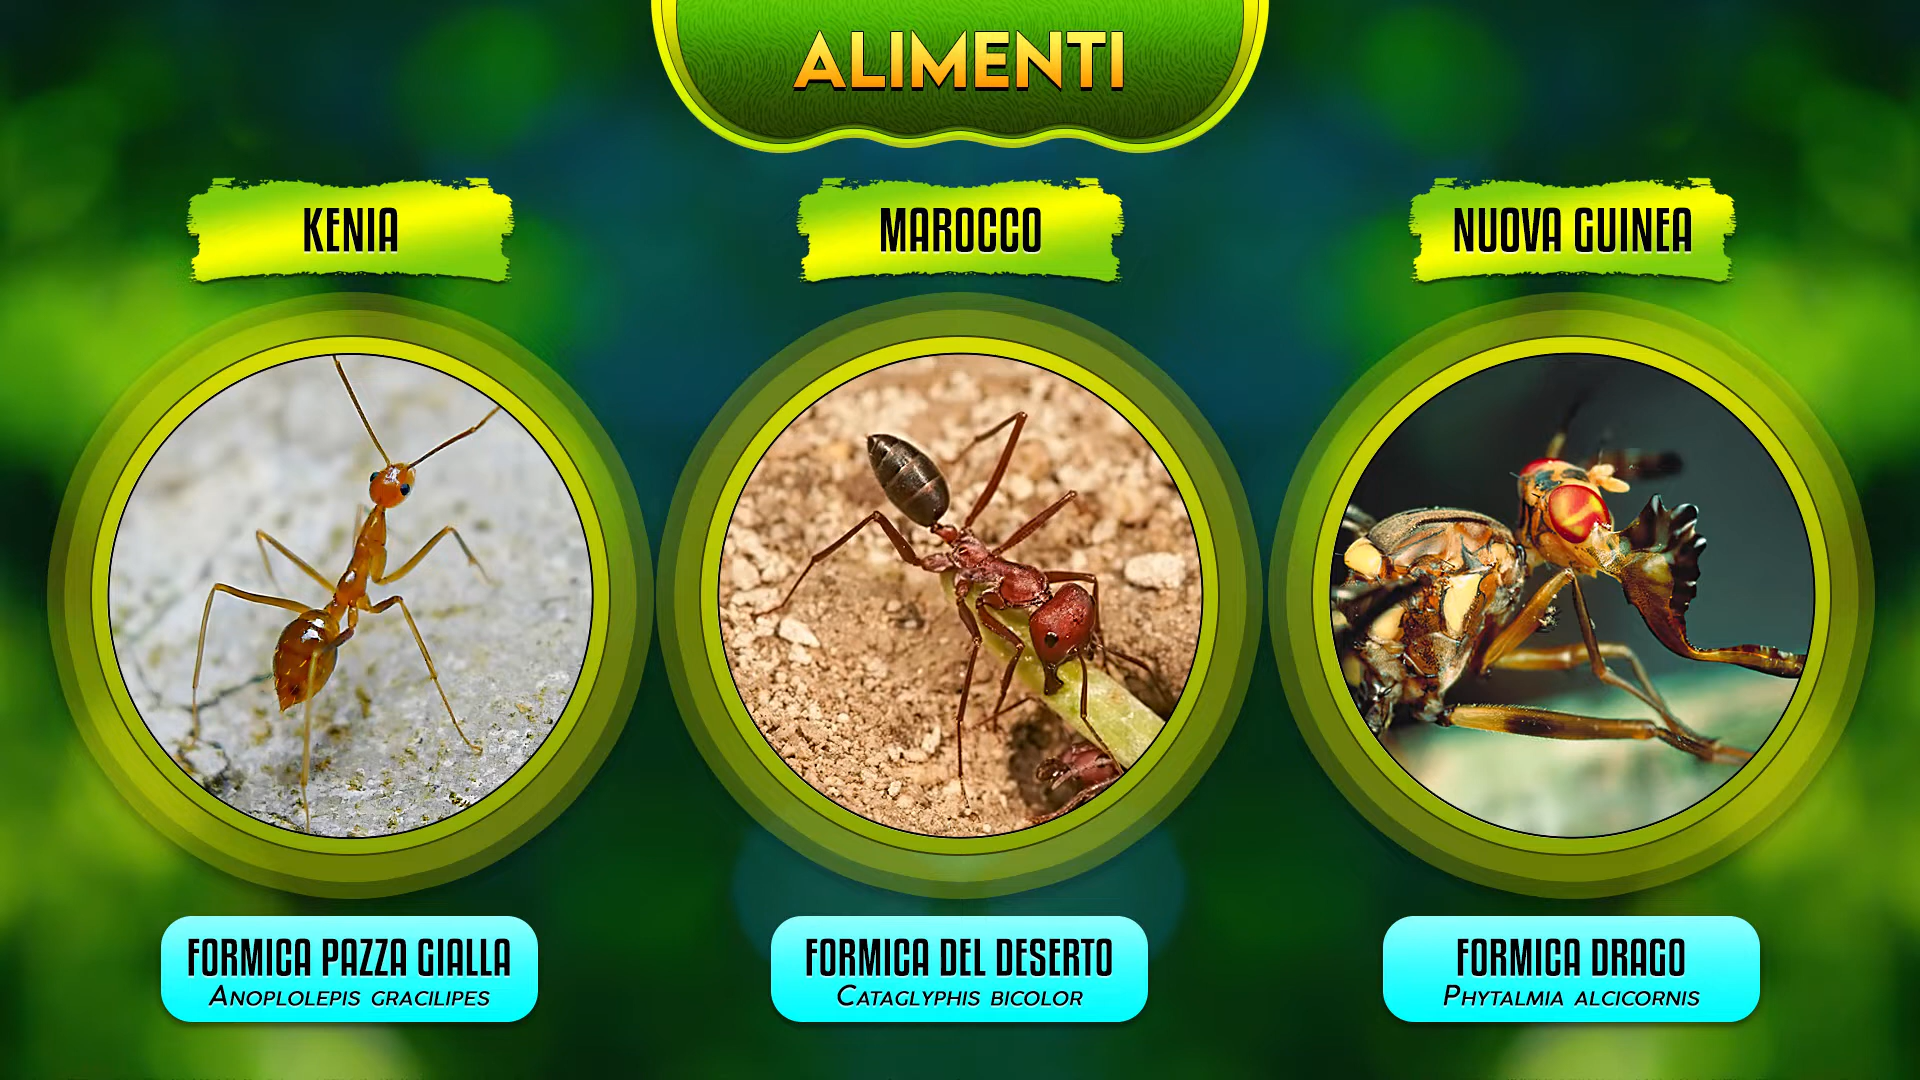 ALIMENTI
KENIA
MAROCCO
NUOVA GUINEA
FORMICA PAZZA GIALLA
ANOPLOLEPIS GRACILIPES
FORMICA DEL DESERTO
CATAGLYPHIS BICOLOR
FORMICA DRAGO
PHYTALMIA ALCICORNIS